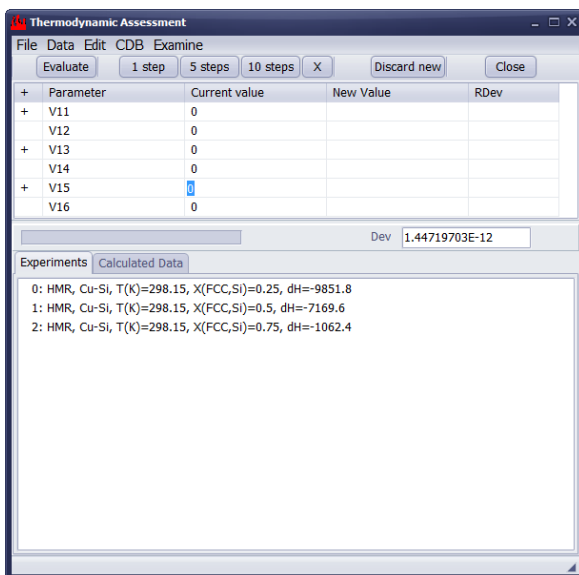 Thermodynamic Assessment
File Data Edit CDB Examine
Evaluate 1 step 5 steps 10 steps X Discard new Close
+ Parameter Current value New Value RDev
+ V11 0
V12 0
+ V13 0
V14 0
+ V15 0
V16 0
Dev 1.44719703E-12
Experiments Calculated Data
0: HMR, Cu-Si, T(K)=298.15, X(FCC,Si)=0.25, dH=-9851.8
1: HMR, Cu-Si, T(K)=298.15, X(FCC,Si)=0.5, dH=-7169.6
2: HMR, Cu-Si, T(K)=298.15, X(FCC,Si)=0.75, dH=-1062.4